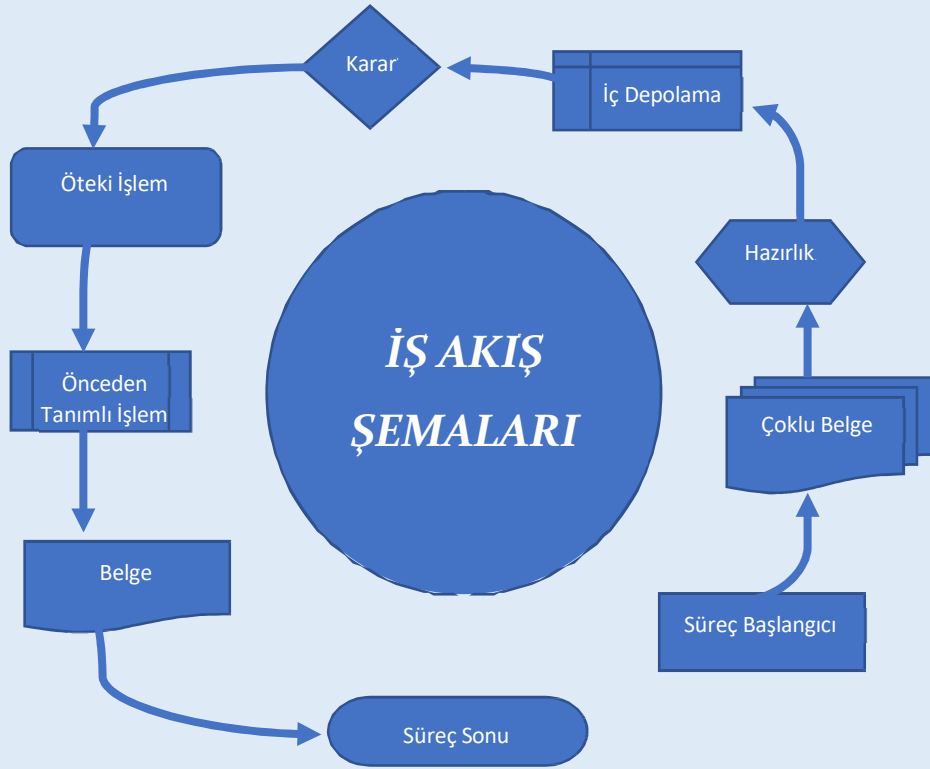 Karar
İç Depolama
Öteki İşlem
Hazırlık
İŞ AKIŞ
ŞEMALARI
Önceden
Tanımlı İşlem
Çoklu Belge
Belge
Süreç Başlangıcı
Süreç Sonu